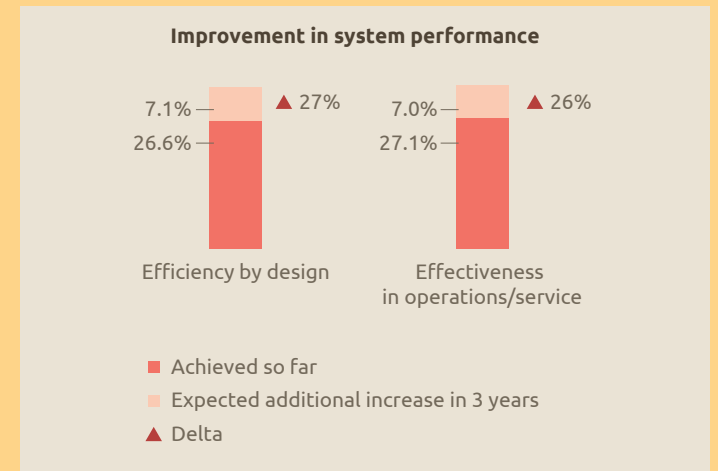 Improvement in system performance
7.1%
26.6%
27%
7.0%
27.1%
26%
Efficiency by design
Effectiveness
in operations/service
Achieved so far
Expected additional increase in 3 years
Delta